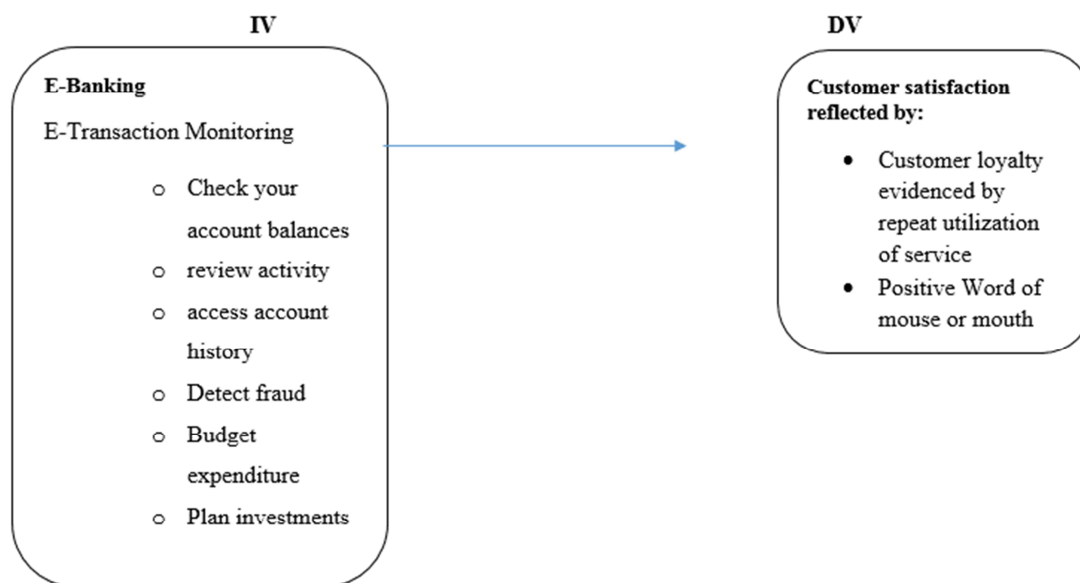 IV
E-Banking
E-Transaction Monitoring
o Check your
account balances
o review activity
o access account
history
o Detect fraud
o Budget
expenditure
o Plan investments
DV
Customer satisfaction
reflected by:
• Customer loyalty
evidenced by
repeat utilization
of service
• Positive Word of
mouse or mouth